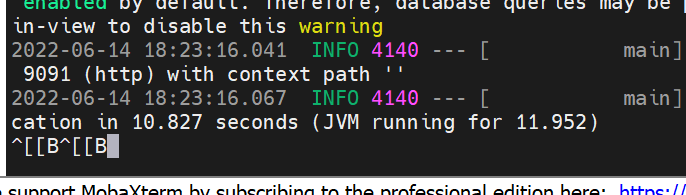 enabled by default. Therefore, database queries may be
in-view to disable this warning
2022-06-14 18:23:16.041  INFO 4140 --- [           main]
 9091 (http) with context path ''
2022-06-14 18:23:16.067  INFO 4140 --- [           main]
cation in 10.827 seconds (JVM running for 11.952)
^[[B^[[B
support MobaXterm by subscribing to the professional edition here:  https://